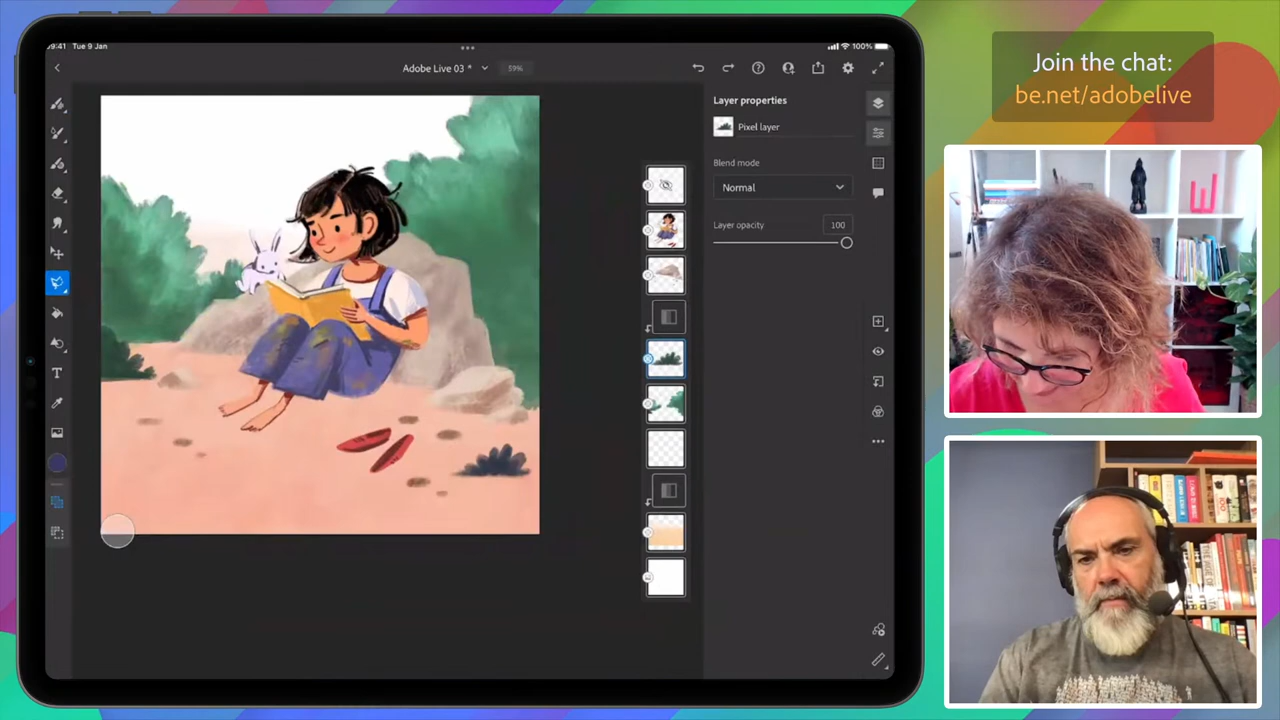 9:41 Tue 9 Jan
100%
Adobe Live 03 *
59%
Layer properties
Pixel layer
Blend mode
Normal
Layer opacity
100
T
Join the chat:
be.net/adobelive